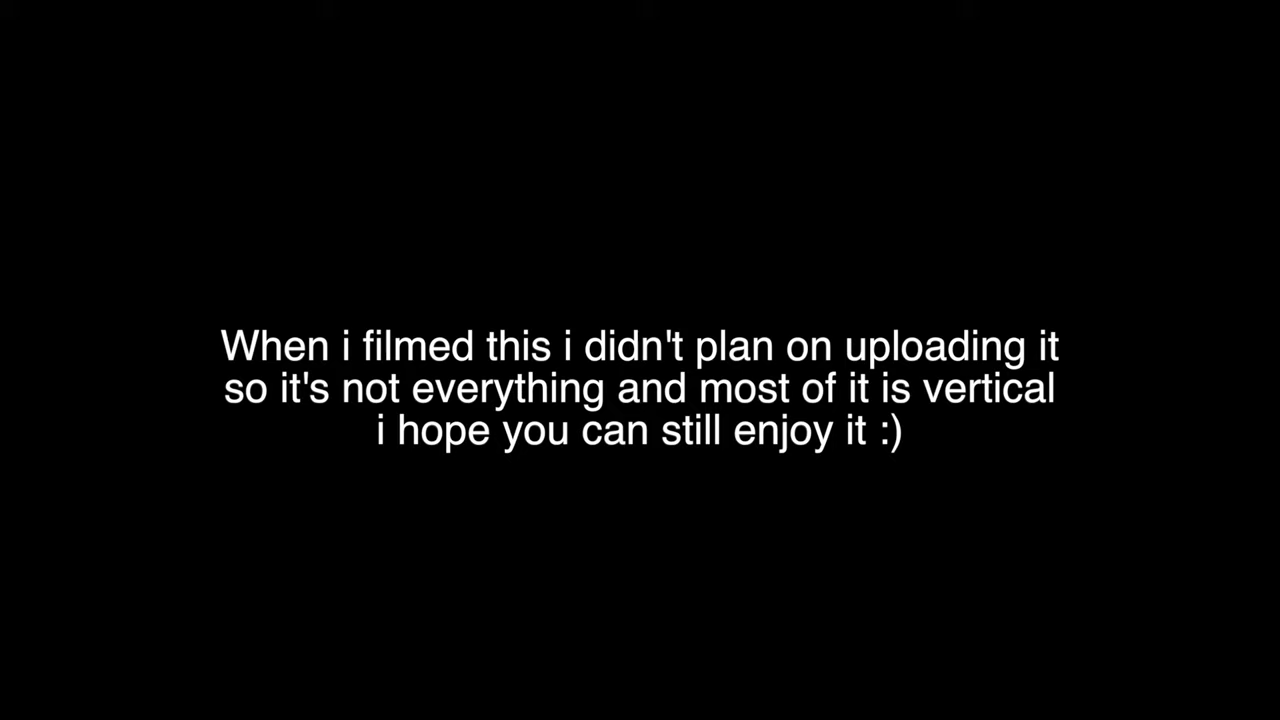 When i filmed this i didn't plan on uploading it
so it's not everything and most of it is vertical
i hope you can still enjoy it :)